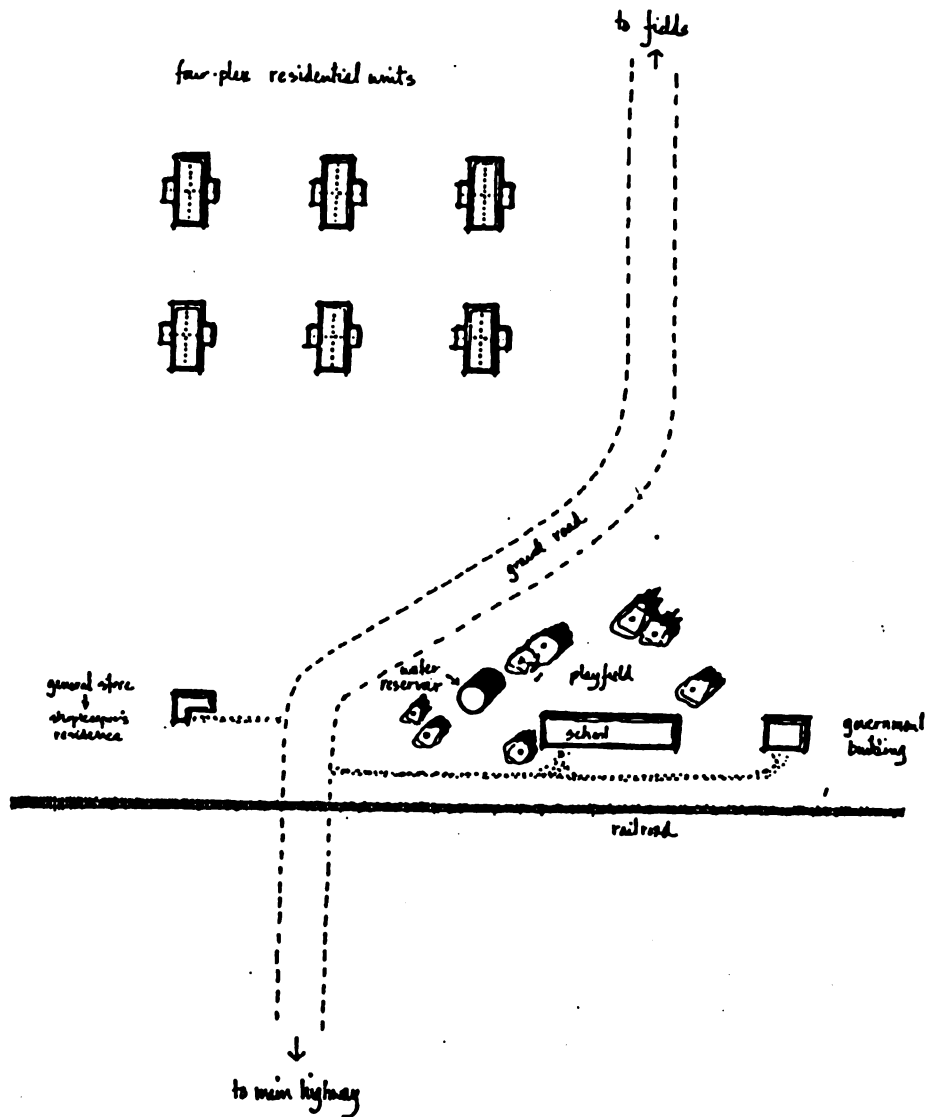 to fields
four-plex residential units
gravel road
water
reservoir
playfield
general store
shopkeeper's
residence
school
government
building
railroad
to main highway